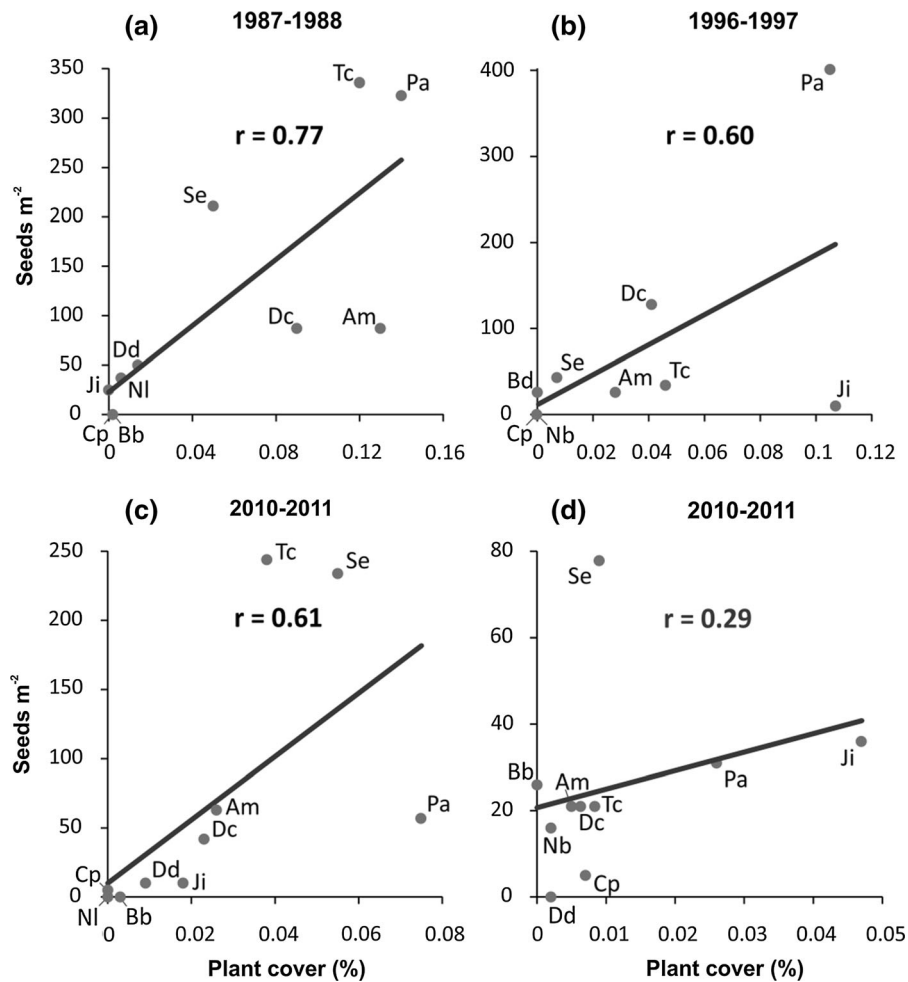 (a) 1987-1988
350
300
250
200
150
100
50
0
Seeds m⁻²
r = 0.77
Tc
Pa
Se
Dc
Am
Dd
Ji
Nl
Cp
Bb
0 0.04 0.08 0.12 0.16
(b) 1996-1997
400
300
200
100
0
r = 0.60
Pa
Dc
Se
Bd
Am
Tc
Ji
Cp
Nb
0 0.02 0.04 0.06 0.08 0.1 0.12
(c) 2010-2011
250
200
150
100
50
0
Seeds m⁻²
r = 0.61
Tc
Se
Am
Pa
Dc
Cp
Dd
Ji
Nl
Bb
0 0.02 0.04 0.06 0.08
Plant cover (%)
(d) 2010-2011
80
60
40
20
0
r = 0.29
Se
Bb
Am
Tc
Pa
Ji
Dc
Nb
Cp
Dd
0 0.01 0.02 0.03 0.04 0.05
Plant cover (%)